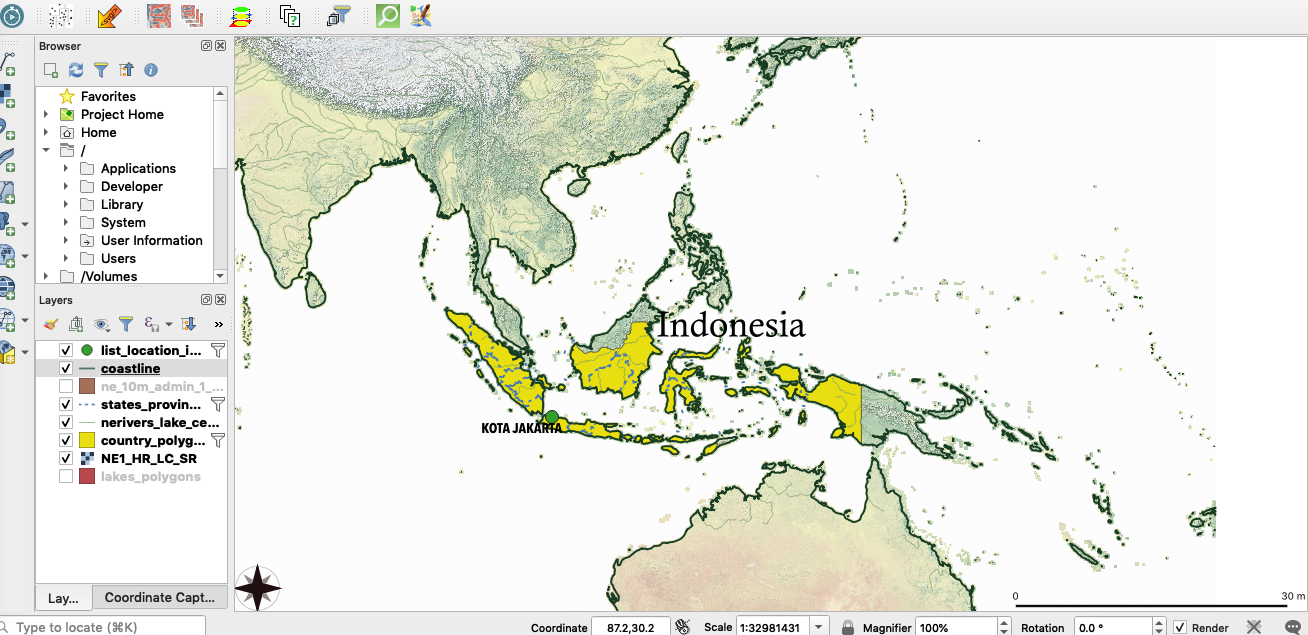 Browser
Favorites
Project Home
Home
/
Applications
Developer
Library
System
User Information
Users
/Volumes
Layers
»
list_location_i...
coastline
ne_10m_admin_1_...
states_provin...
nerivers_lake_ce...
country_polyg...
NE1_HR_LC_SR
lakes_polygons
Lay...
Coordinate Capt...
Indonesia
KOTA JAKARTA
0 30 m
Type to locate (⌘K)
Coordinate 87.2,30.2 Scale 1:32981431 Magnifier 100% Rotation 0.0 ° Render